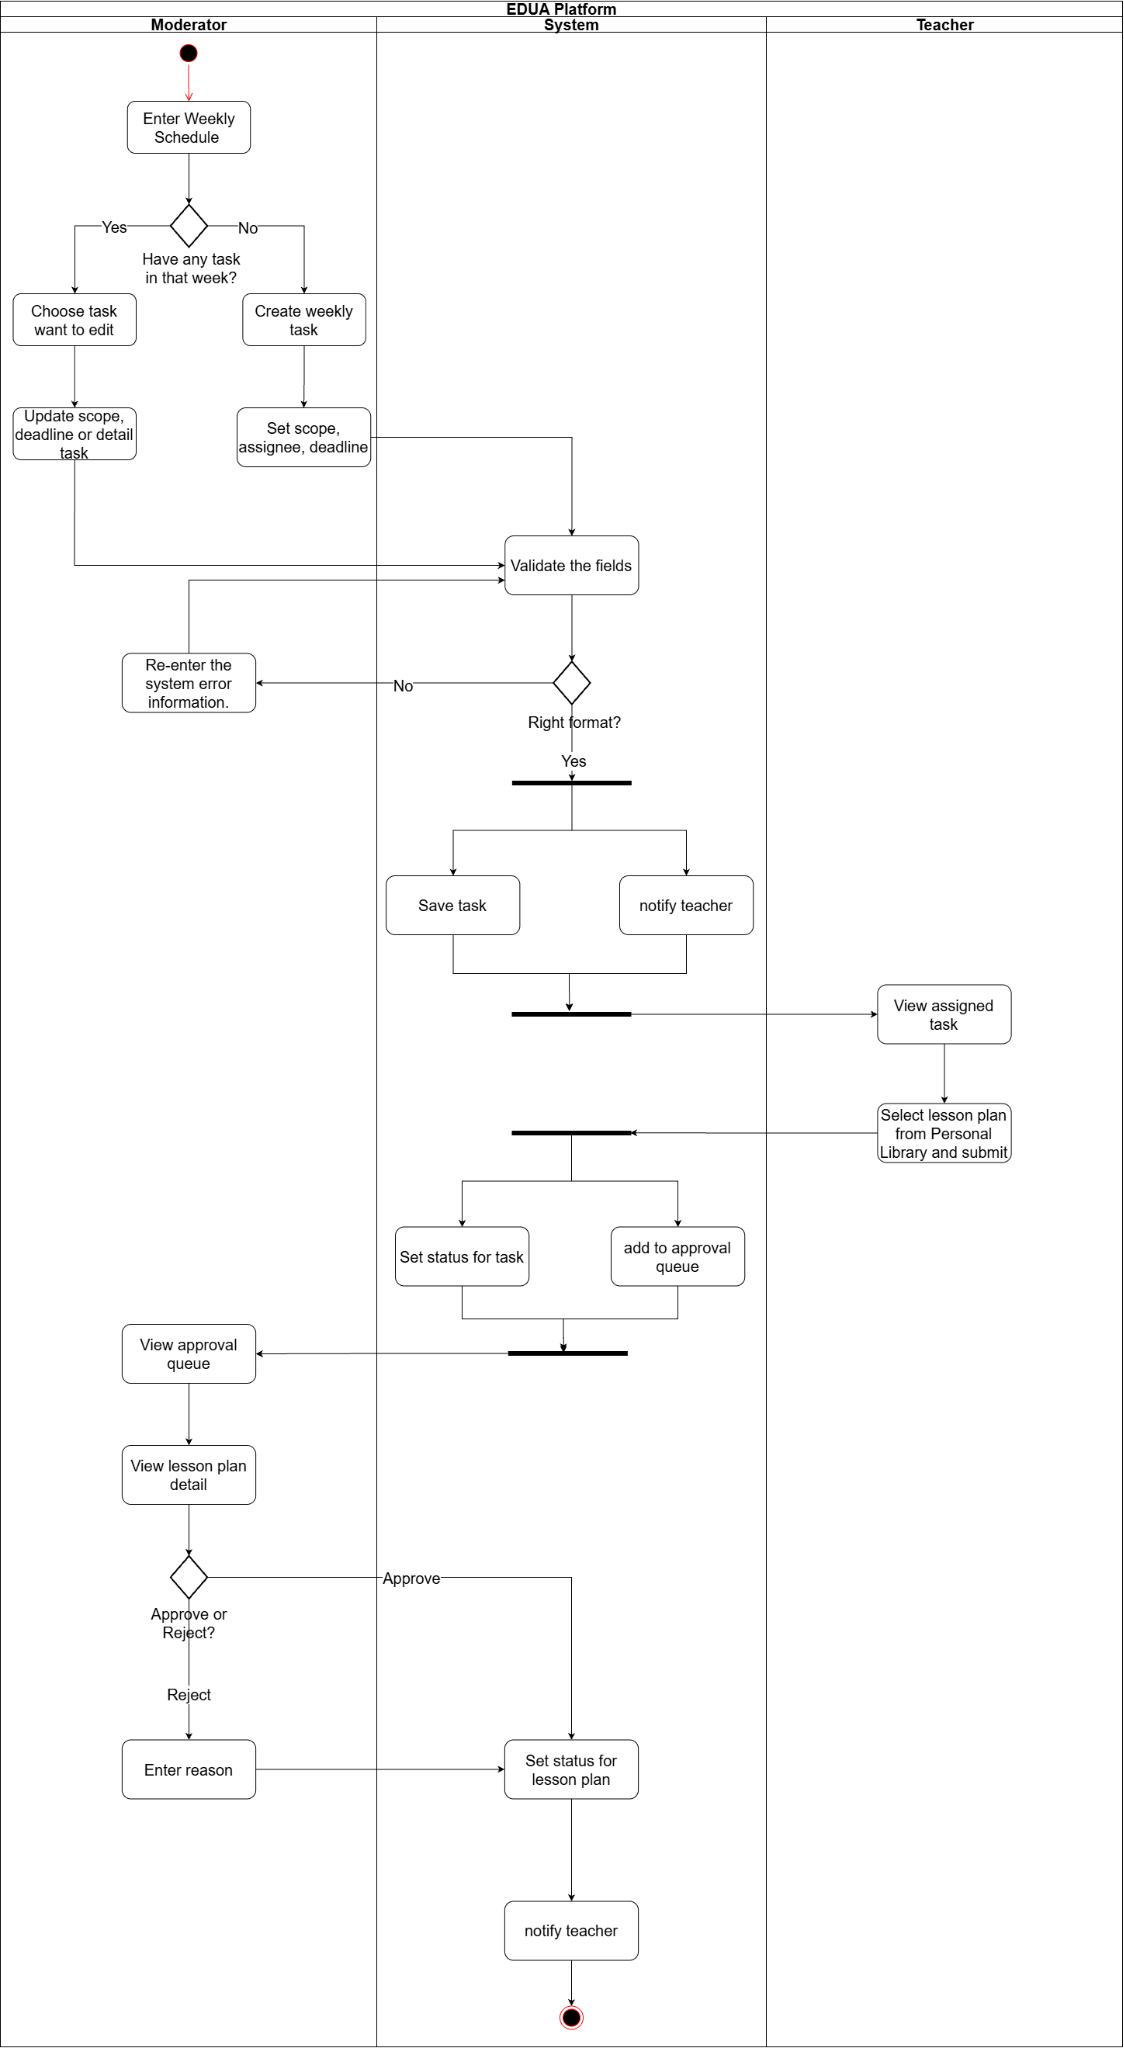 EDUA Platform
Moderator
System
Teacher
Enter Weekly
Schedule
Yes
No
Have any task
in that week?
Choose task
want to edit
Create weekly
task
Update scope,
deadline or detail
task
Set scope,
assignee, deadline
Validate the fields
Re-enter the
system error
information.
No
Right format?
Yes
Save task
notify teacher
View assigned
task
Select lesson plan
from Personal
Library and submit
Set status for task
add to approval
queue
View approval
queue
View lesson plan
detail
Approve
Approve or
Reject?
Reject
Enter reason
Set status for
lesson plan
notify teacher